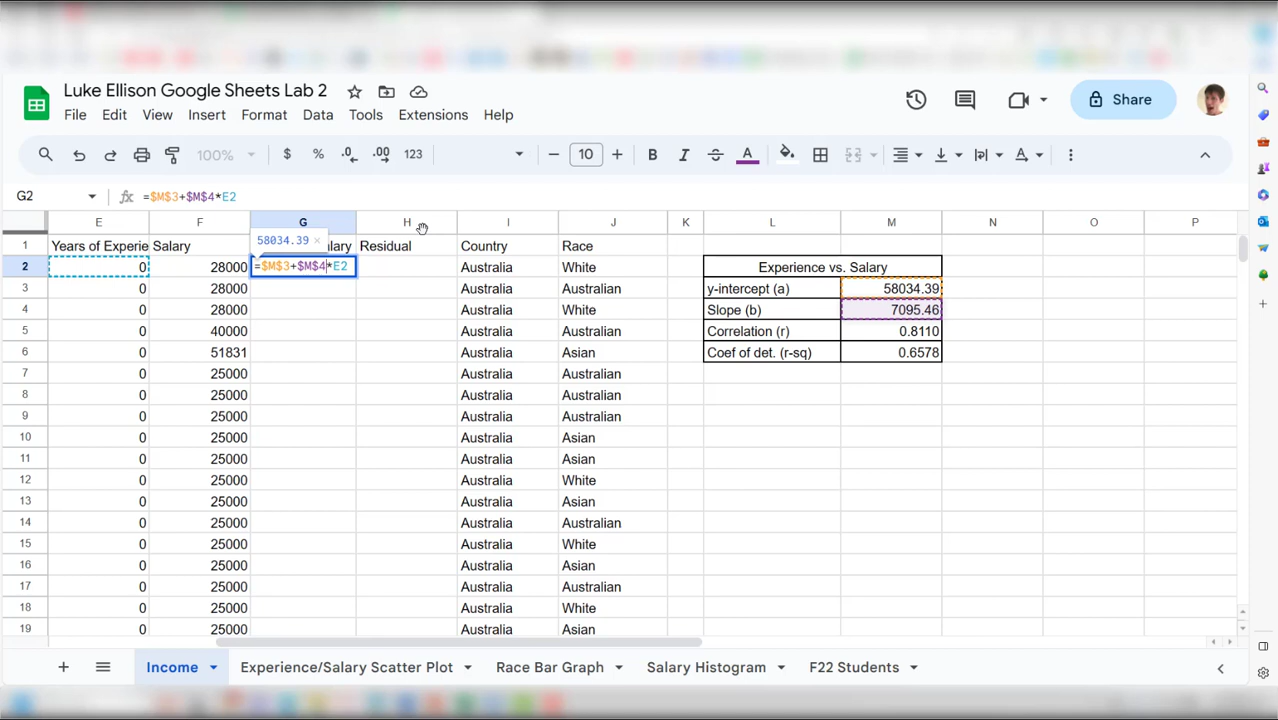 Luke Ellison Google Sheets Lab 2
Share
File Edit View Insert Format Data Tools Extensions Help
100% $ % .0 .00 123 10 B I S A A
G2 fx =$M$3+$M$4*E2
E F G H I J K L M N O P
58034.39 ×
1 Years of Experie Salary lary Residual Country Race
2 0 28000 =$M$3+$M$4*E2 Australia White Experience vs. Salary
3 0 28000 Australia Australian y-intercept (a) 58034.39
4 0 28000 Australia White Slope (b) 7095.46
5 0 40000 Australia Australian Correlation (r) 0.8110
6 0 51831 Australia Asian Coef of det. (r-sq) 0.6578
7 0 25000 Australia Australian
8 0 25000 Australia Australian
9 0 25000 Australia Australian
10 0 25000 Australia Asian
11 0 25000 Australia Asian
12 0 25000 Australia White
13 0 25000 Australia Asian
14 0 25000 Australia Australian
15 0 25000 Australia White
16 0 25000 Australia Asian
17 0 25000 Australia Australian
18 0 25000 Australia White
19 0 25000 Australia Asian
Income Experience/Salary Scatter Plot Race Bar Graph Salary Histogram F22 Students